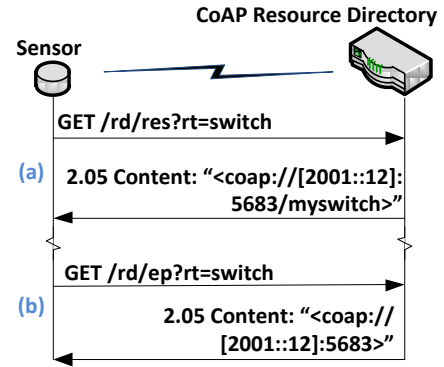 CoAP Resource Directory
Sensor
GET /rd/res?rt=switch
(a)
2.05 Content: “<coap://[2001::12]:
5683/myswitch>”
GET /rd/ep?rt=switch
(b)
2.05 Content: “<coap://
[2001::12]:5683>”